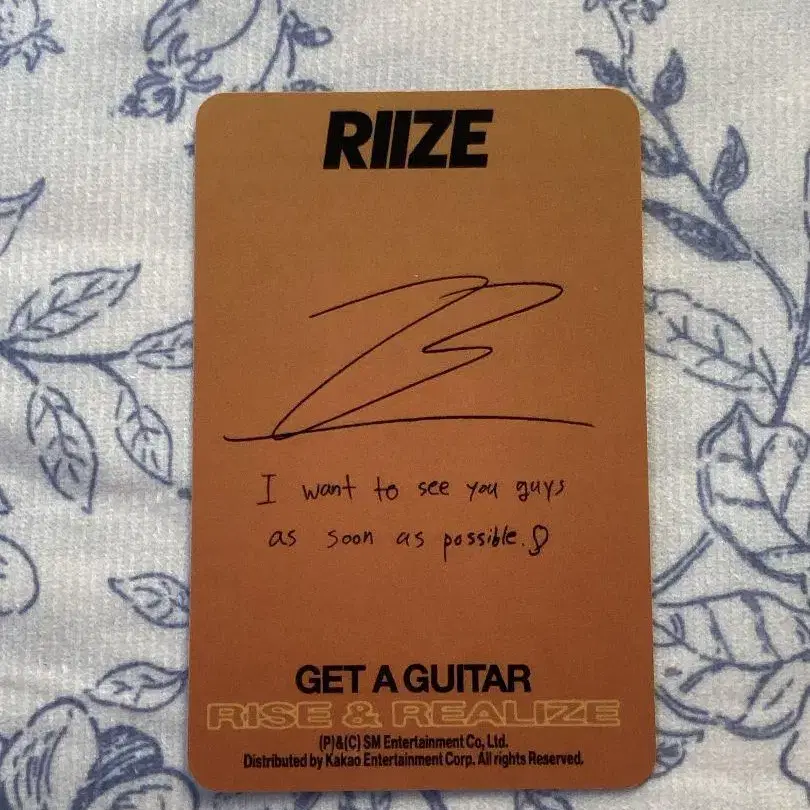 RIIZE
I want to see you guys
as soon as possible.
GET A GUITAR
RISE & REALIZE
(P)&(C) SM Entertainment Co., Ltd.
Distributed by Kakao Entertainment Corp. All rights Reserved.